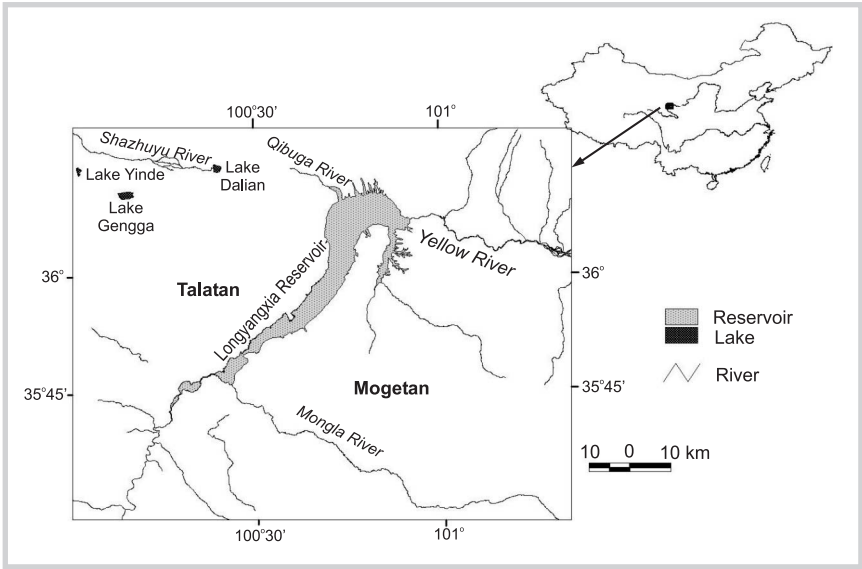 100°30'
101°
Shazhuyu River
Qibuga River
Lake Yinde
Lake
Dalian
Lake
Gengga
Yellow River
36°
36°
Talatan
Longyangxia Reservoir
Reservoir
Lake
River
Mogetan
35°45'
35°45'
Mongla River
10 0 10 km
100°30'
101°